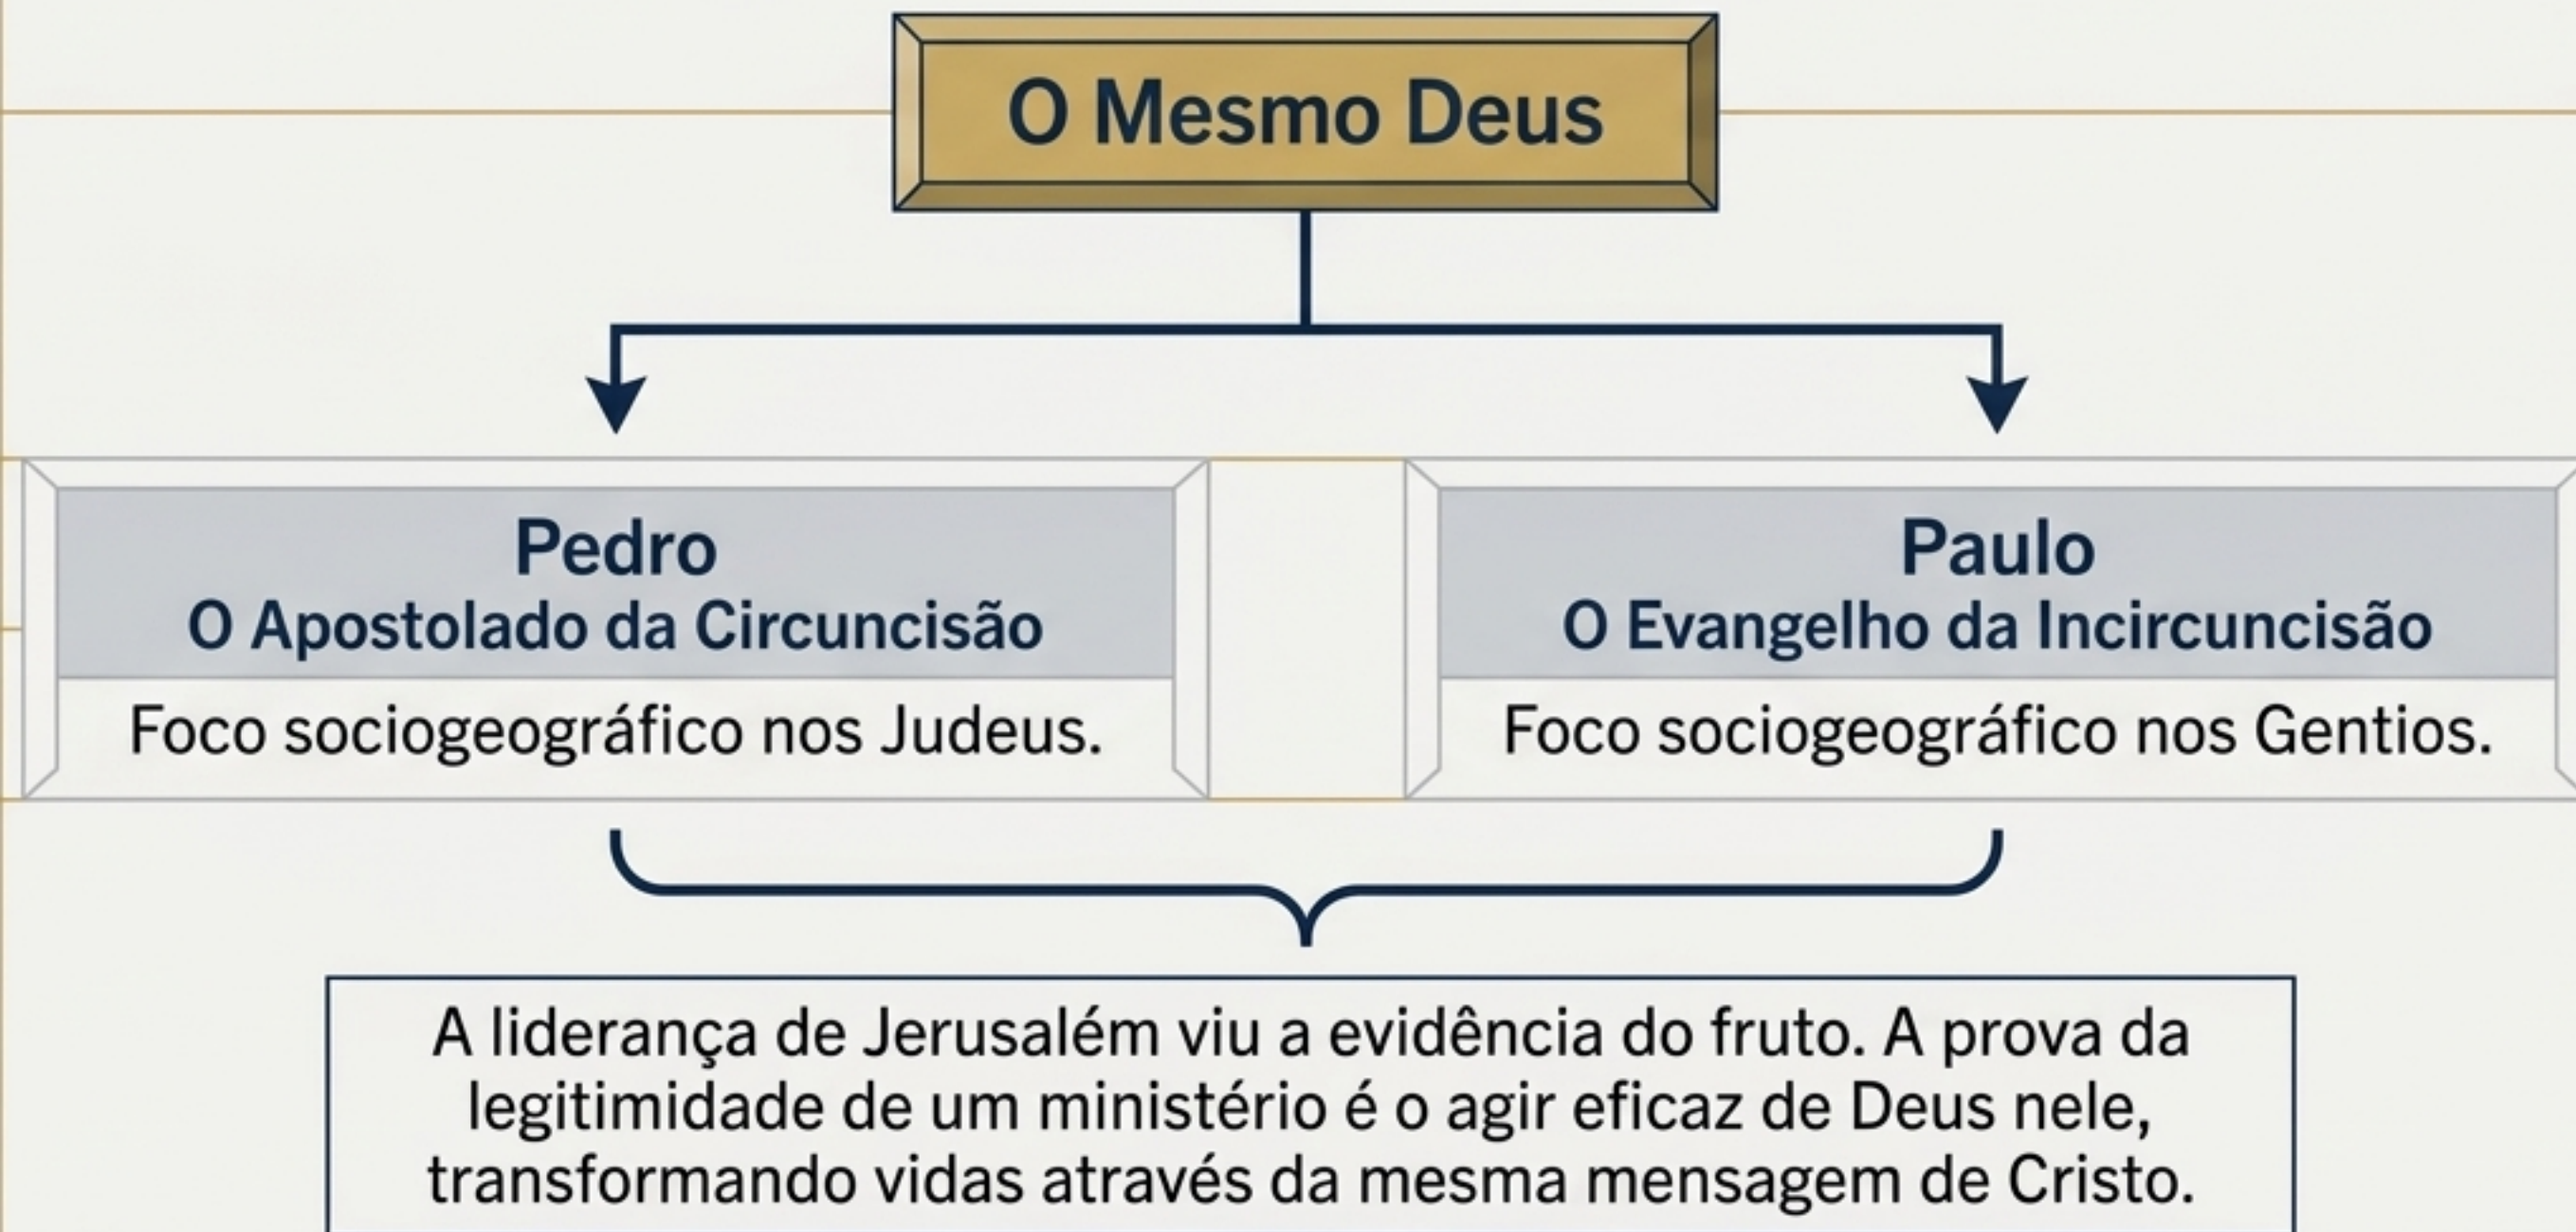 O Mesmo Deus
Pedro
O Apostolado da Circuncisão
Foco sociogeográfico nos Judeus.
Paulo
O Evangelho da Incircuncisão
Foco sociogeográfico nos Gentios.
A liderança de Jerusalém viu a evidência do fruto. A prova da
legitimidade de um ministério é o agir eficaz de Deus nele,
transformando vidas através da mesma mensagem de Cristo.